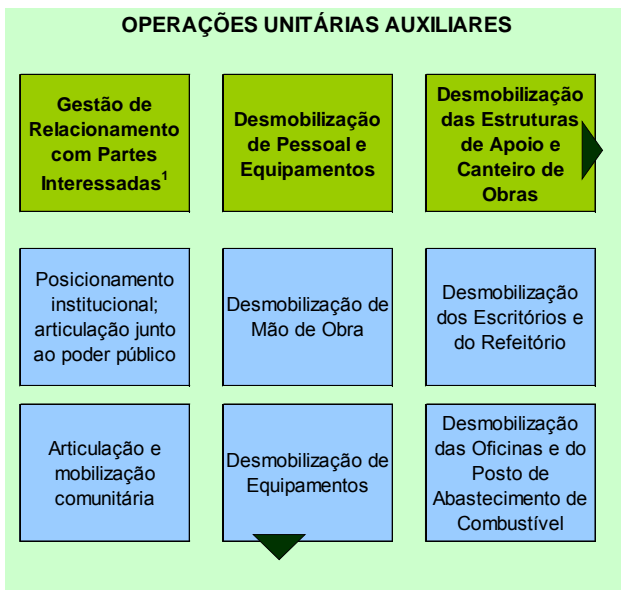 OPERAÇÕES UNITÁRIAS AUXILIARES
Gestão de
Relacionamento
com Partes
Interessadas¹
Desmobilização
de Pessoal e
Equipamentos
Desmobilização
das Estruturas
de Apoio e
Canteiro de
Obras
Posicionamento
institucional;
articulação junto
ao poder público
Desmobilização de
Mão de Obra
Desmobilização
dos Escritórios e
do Refeitório
Articulação e
mobilização
comunitária
Desmobilização de
Equipamentos
Desmobilização
das Oficinas e do
Posto de
Abastecimento de
Combustível